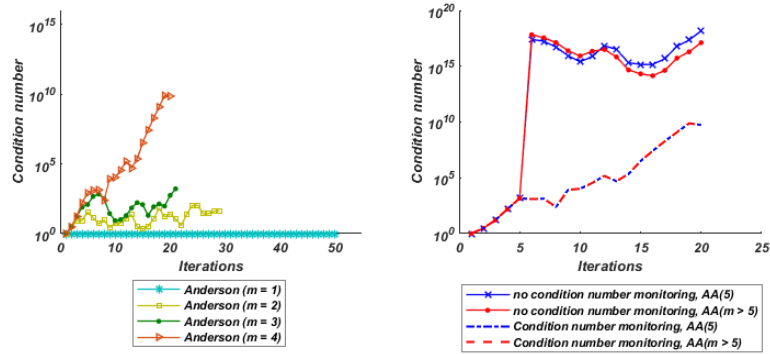 10^15
10^10
10^5
10^0
Condition number
0 10 20 30 40 50
Iterations
Anderson (m = 1)
Anderson (m = 2)
Anderson (m = 3)
Anderson (m = 4)
10^20
10^15
10^10
10^5
10^0
Condition number
0 5 10 15 20 25
Iterations
no condition number monitoring, AA(5)
no condition number monitoring, AA(m > 5)
Condition number monitoring, AA(5)
Condition number monitoring, AA(m > 5)